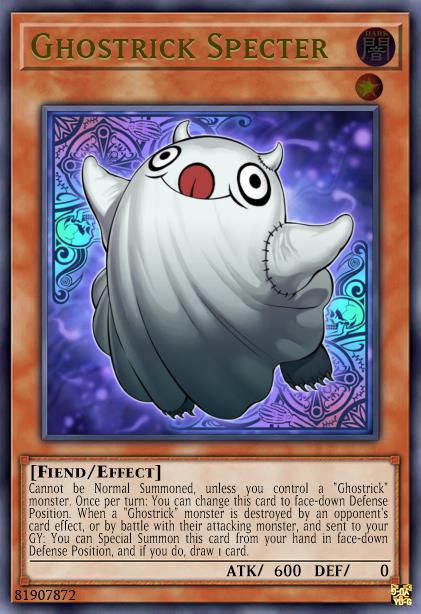 Ghostrick Specter
DARK
闇
[Fiend/Effect]
Cannot be Normal Summoned, unless you control a "Ghostrick"
monster. Once per turn: You can change this card to face-down Defense
Position. When a "Ghostrick" monster is destroyed by an opponent's
card effect, or by battle with their attacking monster, and sent to your
GY: You can Special Summon this card from your hand in face-down
Defense Position, and if you do, draw 1 card.
ATK/ 600 DEF/ 0
81907872